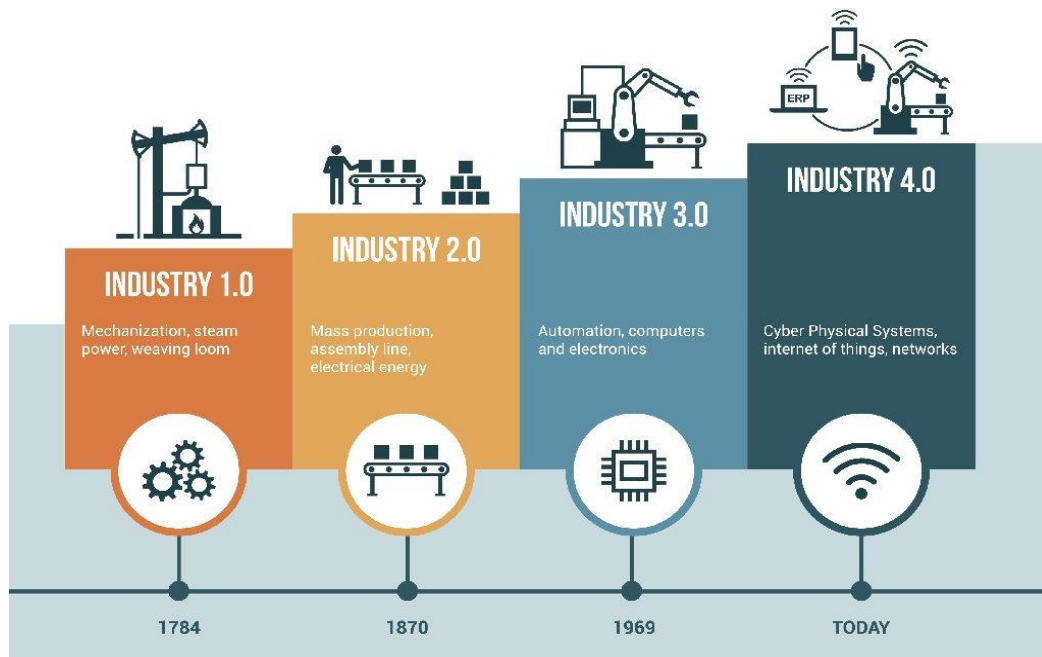 ERP
INDUSTRY 1.0
Mechanization, steam
power, weaving loom
INDUSTRY 2.0
Mass production,
assembly line,
electrical energy
INDUSTRY 3.0
Automation, computers
and electronics
INDUSTRY 4.0
Cyber Physical Systems,
internet of things, networks
1784
1870
1969
TODAY